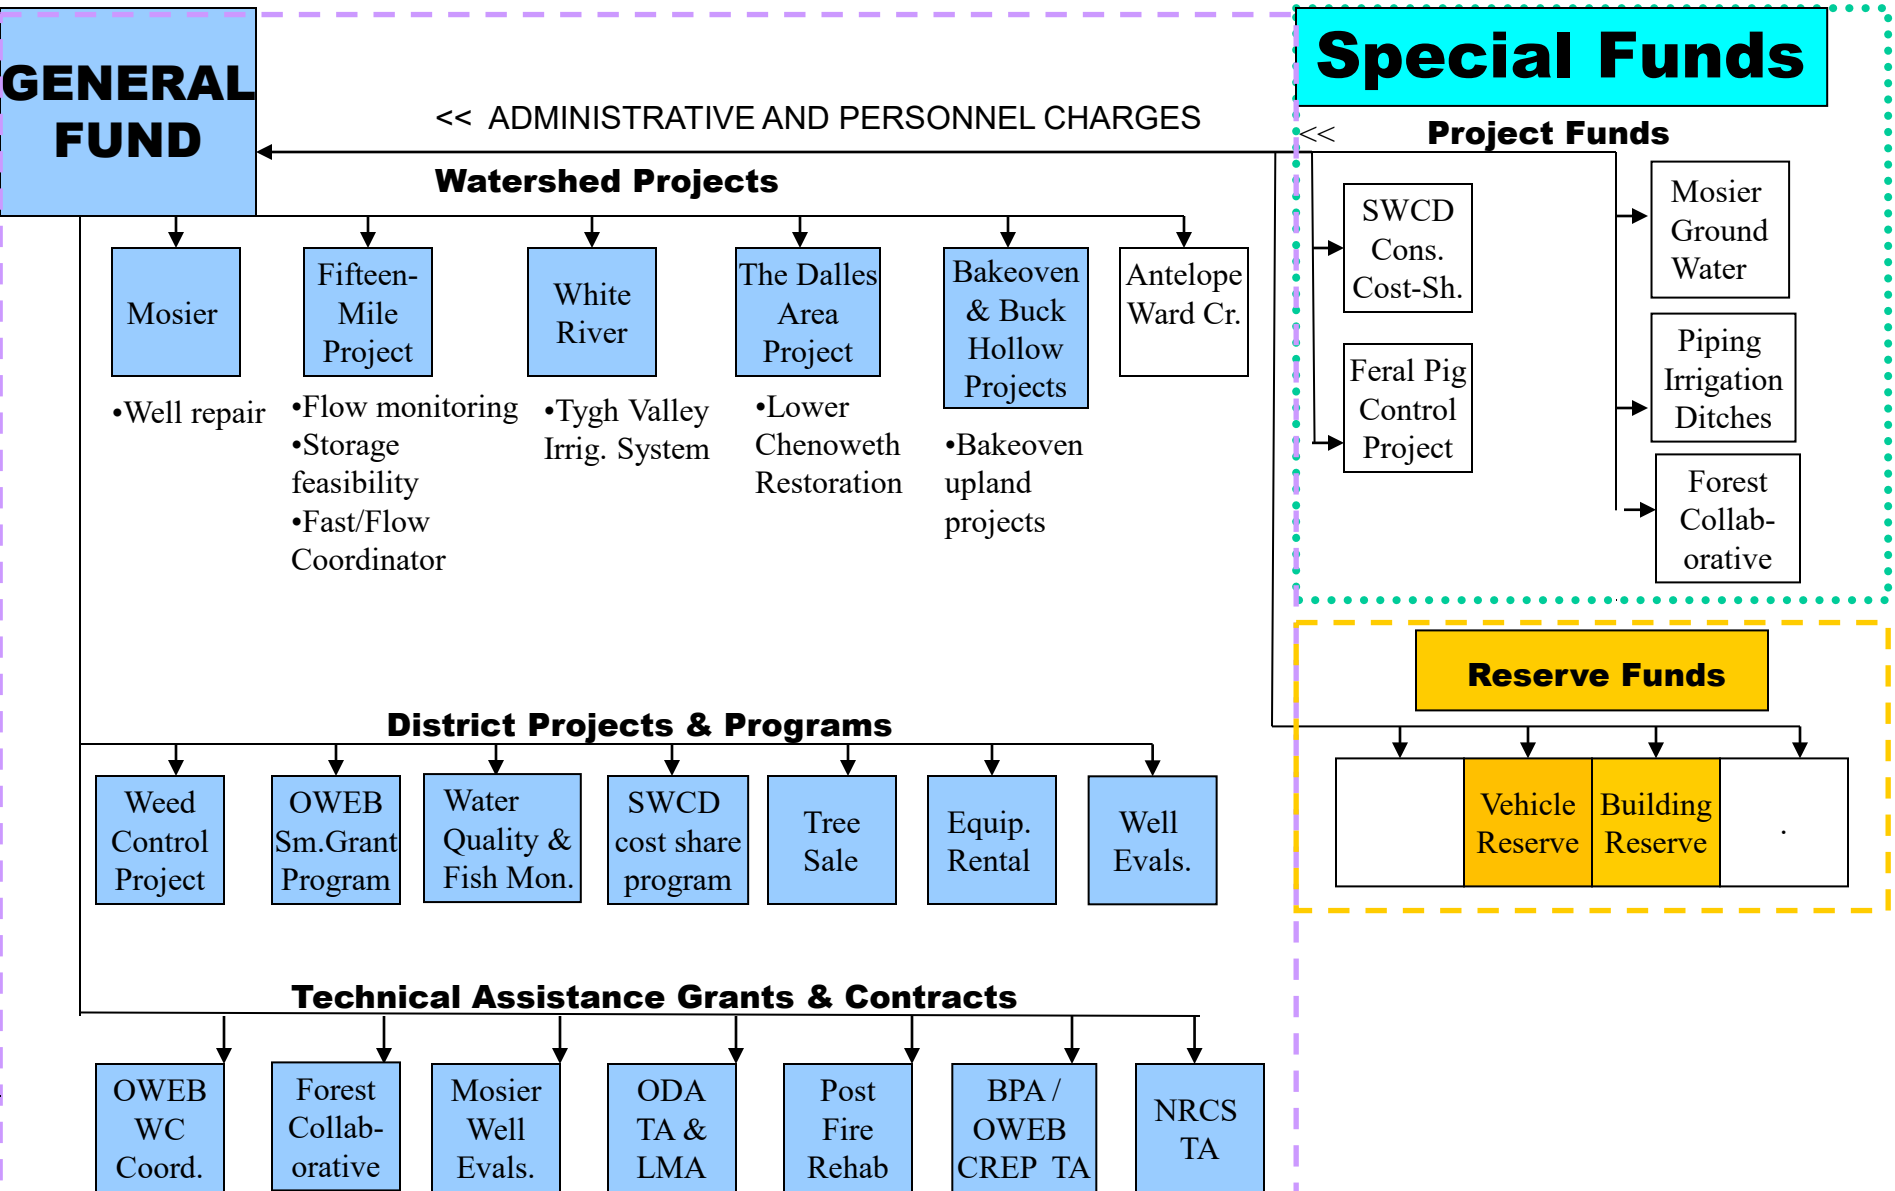 GENERAL
FUND
<< ADMINISTRATIVE AND PERSONNEL CHARGES
Special Funds
<<
Project Funds
Watershed Projects
Mosier
•Well repair
Fifteen-
Mile
Project
•Flow monitoring
•Storage
feasibility
•Fast/Flow
Coordinator
White
River
•Tygh Valley
Irrig. System
The Dalles
Area
Project
•Lower
Chenoweth
Restoration
Bakeoven
& Buck
Hollow
Projects
•Bakeoven
upland
projects
Antelope
Ward Cr.
SWCD
Cons.
Cost-Sh.
Feral Pig
Control
Project
Mosier
Ground
Water
Piping
Irrigation
Ditches
Forest
Collab-
orative
Reserve Funds
Vehicle
Reserve
Building
Reserve
.
District Projects & Programs
Weed
Control
Project
OWEB
Sm.Grant
Program
Water
Quality &
Fish Mon.
SWCD
cost share
program
Tree
Sale
Equip.
Rental
Well
Evals.
Technical Assistance Grants & Contracts
OWEB
WC
Coord.
Forest
Collab-
orative
Mosier
Well
Evals.
ODA
TA &
LMA
Post
Fire
Rehab
BPA /
OWEB
CREP TA
NRCS
TA